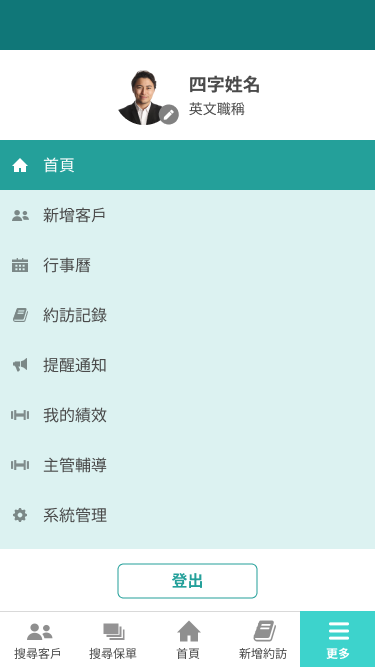 四字姓名
英文職稱
首頁
新增客戶
行事曆
約訪記錄
提醒通知
我的績效
主管輔導
系統管理
登出
搜尋客戶
搜尋保單
首頁
新增約訪
更多